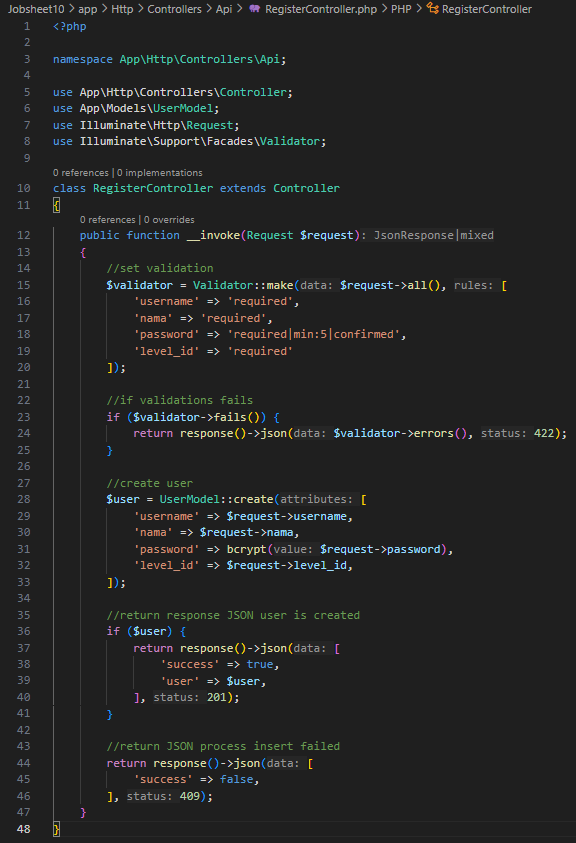 Jobsheet10 > app > Http > Controllers > Api > RegisterController.php > PHP > RegisterController
1 <?php
2
3 namespace App\Http\Controllers\Api;
4
5 use App\Http\Controllers\Controller;
6 use App\Models\UserModel;
7 use Illuminate\Http\Request;
8 use Illuminate\Support\Facades\Validator;
9
0 references | 0 implementations
10 class RegisterController extends Controller
11 {
0 references | 0 overrides
12     public function __invoke(Request $request): JsonResponse|mixed
13     {
14         //set validation
15         $validator = Validator::make(data: $request->all(), rules: [
16             'username' => 'required',
17             'nama' => 'required',
18             'password' => 'required|min:5|confirmed',
19             'level_id' => 'required'
20         ]);
21
22         //if validations fails
23         if ($validator->fails()) {
24             return response()->json(data: $validator->errors(), status: 422);
25         }
26
27         //create user
28         $user = UserModel::create(attributes: [
29             'username' => $request->username,
30             'nama' => $request->nama,
31             'password' => bcrypt(value: $request->password),
32             'level_id' => $request->level_id,
33         ]);
34
35         //return response JSON user is created
36         if ($user) {
37             return response()->json(data: [
38                 'success' => true,
39                 'user' => $user,
40             ], status: 201);
41         }
42
43         //return JSON process insert failed
44         return response()->json(data: [
45             'success' => false,
46         ], status: 409);
47     }
48 }